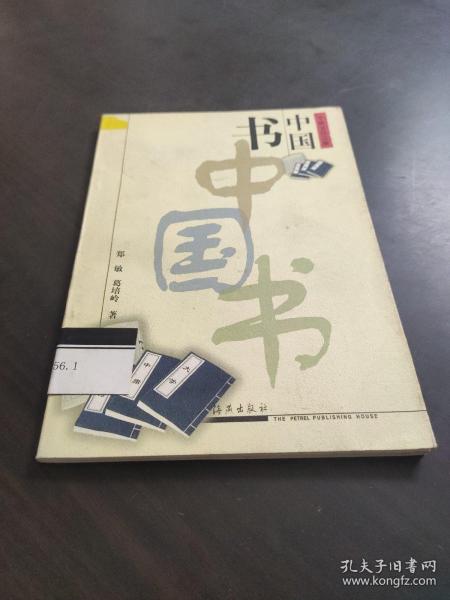 中国
书
中
国
书
郑敏 葛培岭 著
56.1
海燕出版社
THE PETREL PUBLISHING HOUSE
孔夫子旧书网
www.kongfz.com